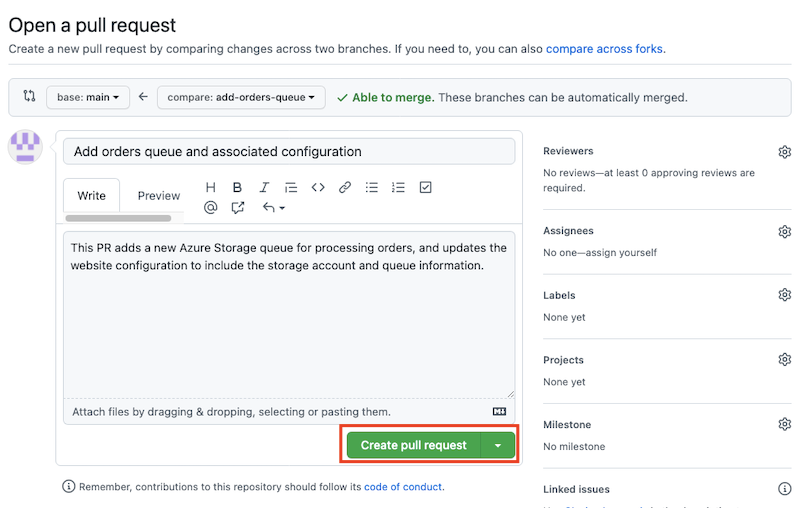 Open a pull request
Create a new pull request by comparing changes across two branches. If you need to, you can also compare across forks.
base: main
compare: add-orders-queue
Able to merge. These branches can be automatically merged.
Add orders queue and associated configuration
Write
Preview
This PR adds a new Azure Storage queue for processing orders, and updates the
website configuration to include the storage account and queue information.
Attach files by dragging & dropping, selecting or pasting them.
Create pull request
Remember, contributions to this repository should follow its code of conduct.
Reviewers
No reviews—at least 0 approving reviews are
required.
Assignees
No one—assign yourself
Labels
None yet
Projects
None yet
Milestone
No milestone
Linked issues